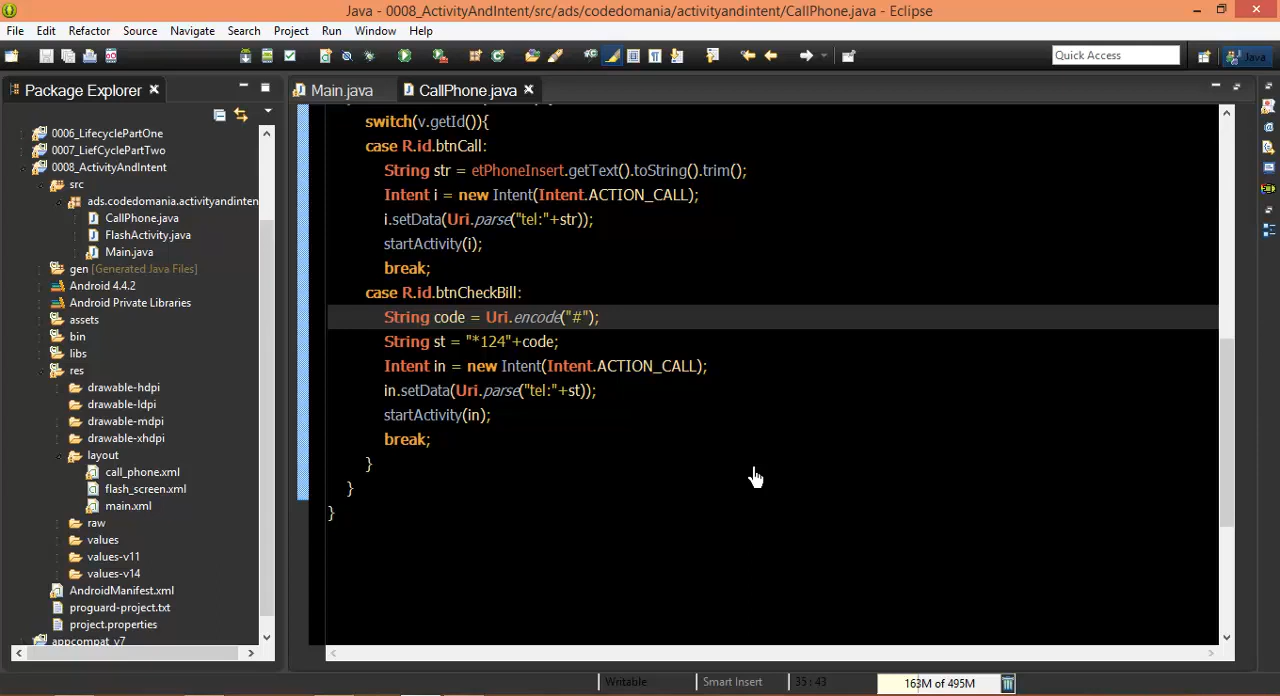 Java - 0008_ActivityAndIntent/src/ads/codedomania/activityandintent/CallPhone.java - Eclipse
File Edit Refactor Source Navigate Search Project Run Window Help
Quick Access
Java
Package Explorer
Main.java
CallPhone.java
0006_LifecyclePartOne
0007_LiefCyclePartTwo
0008_ActivityAndIntent
src
ads.codedomania.activityandinten
CallPhone.java
FlashActivity.java
Main.java
gen [Generated Java Files]
Android 4.4.2
Android Private Libraries
assets
bin
libs
res
drawable-hdpi
drawable-ldpi
drawable-mdpi
drawable-xhdpi
layout
call_phone.xml
flash_screen.xml
main.xml
raw
values
values-v11
values-v14
AndroidManifest.xml
proguard-project.txt
project.properties
appcompat_v7
switch(v.getId()){
case R.id.btnCall:
String str = etPhoneInsert.getText().toString().trim();
Intent i = new Intent(Intent.ACTION_CALL);
i.setData(Uri.parse("tel:"+str));
startActivity(i);
break;
case R.id.btnCheckBill:
String code = Uri.encode("#");
String st = "*124"+code;
Intent in = new Intent(Intent.ACTION_CALL);
in.setData(Uri.parse("tel:"+st));
startActivity(in);
break;
}
}
}
Writable
Smart Insert
35 : 43
163M of 495M